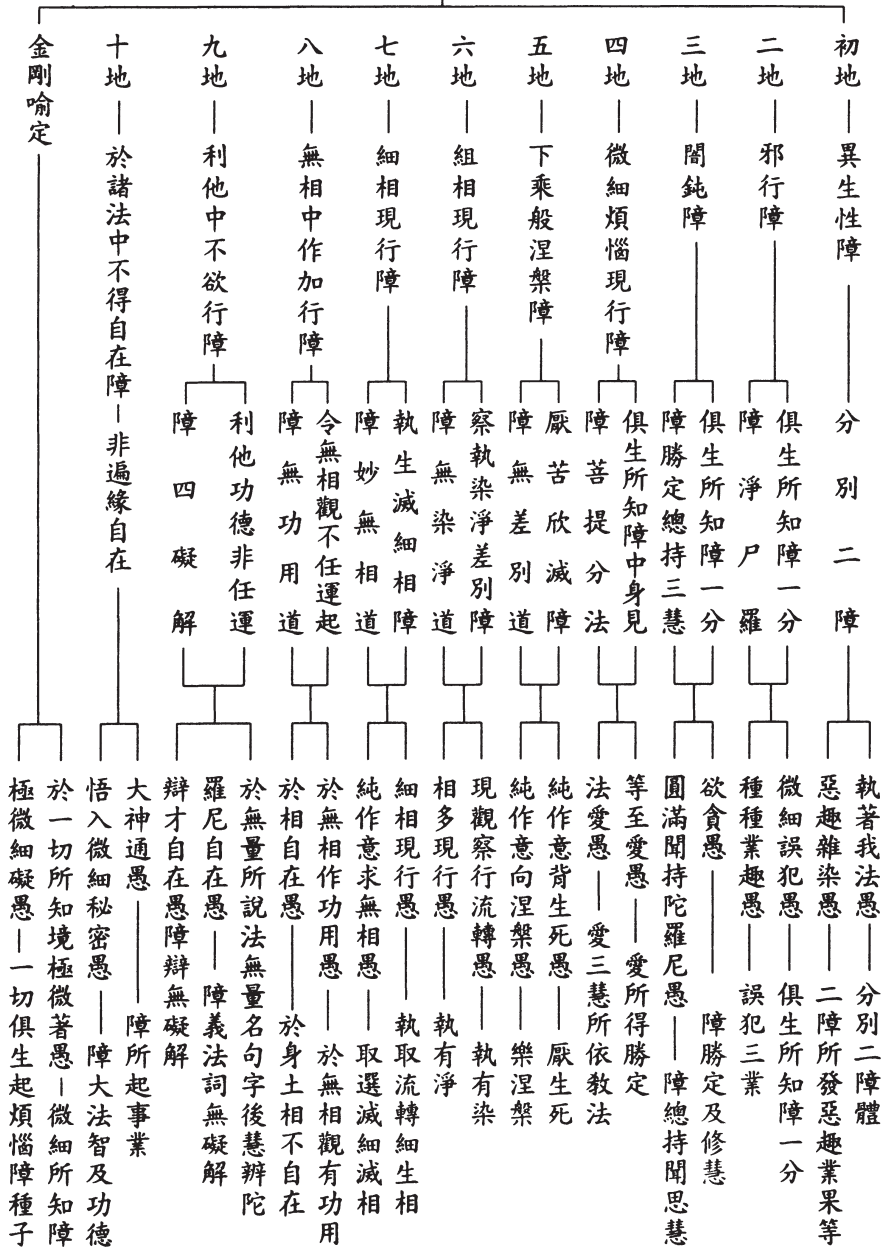 初地
異生性障
分別二障
執著我法愚
分別二障體
惡趣雜染愚
二障所發惡趣業果等
二地
邪行障
俱生所知障一分
障淨尸羅
微細誤犯愚
俱生所知障一分
種種業趣愚
誤犯三業
三地
闇鈍障
俱生所知障一分
障勝定總持三慧
欲貪愚
障勝定及修慧
圓滿聞持陀羅尼愚
障總持聞思慧
四地
微細煩惱現行障
俱生所知障中身見
障菩提分法
等至愛愚
愛所得勝定
法愛愚
愛三慧所依教法
五地
下乘般涅槃障
厭苦欣滅障
障無差別道
純作意背生死愚
厭生死
純作意向涅槃愚
樂涅槃
六地
組相現行障
察執染淨差別障
障無染淨道
現觀察行流轉愚
執有染
相多現行愚
執有淨
七地
細相現行障
執生滅細相障
障妙無相道
細相現行愚
執取流轉細生相
純作意求無相愚
取選滅細滅相
八地
無相中作加行障
令無相觀不任運起
障無功用道
於無相作功用愚
於無相觀有功用
於相自在愚
於身土相不自在
九地
利他中不欲行障
利他功德非任運
障四礙解
於無量所說法無量名句字後慧辨陀
羅尼自在愚
障義法詞無礙解
辯才自在愚障辯無礙解
十地
於諸法中不得自在障
非遍緣自在
大神通愚
障所起事業
悟入微細秘密愚
障大法智及功德
金剛喻定
於一切所知境極微著愚
微細所知障
極微細礙愚
一切俱生起煩惱障種子